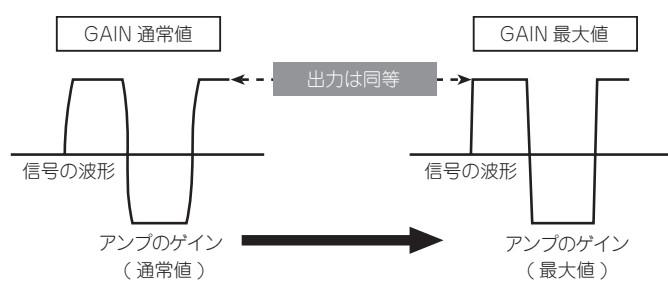 GAIN 通常値
GAIN 最大値
出力は同等
信号の波形
信号の波形
アンプのゲイン
( 通常値 )
アンプのゲイン
( 最大値 )